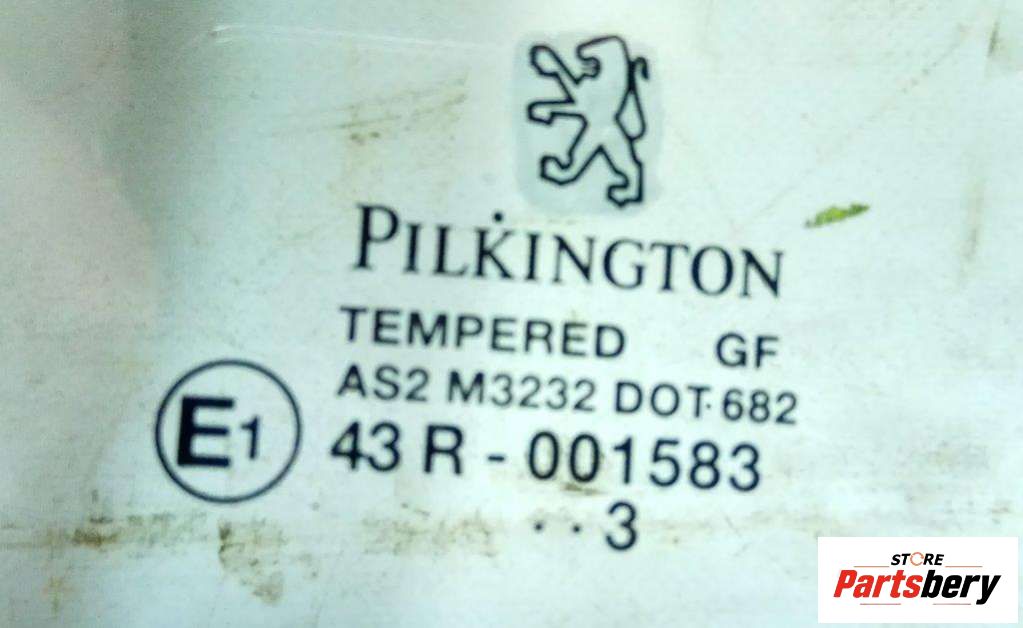 PILKINGTON
TEMPERED GF
AS2 M3232 DOT·682
E1
43 R - 001583
· · 3
STORE
Partsbery